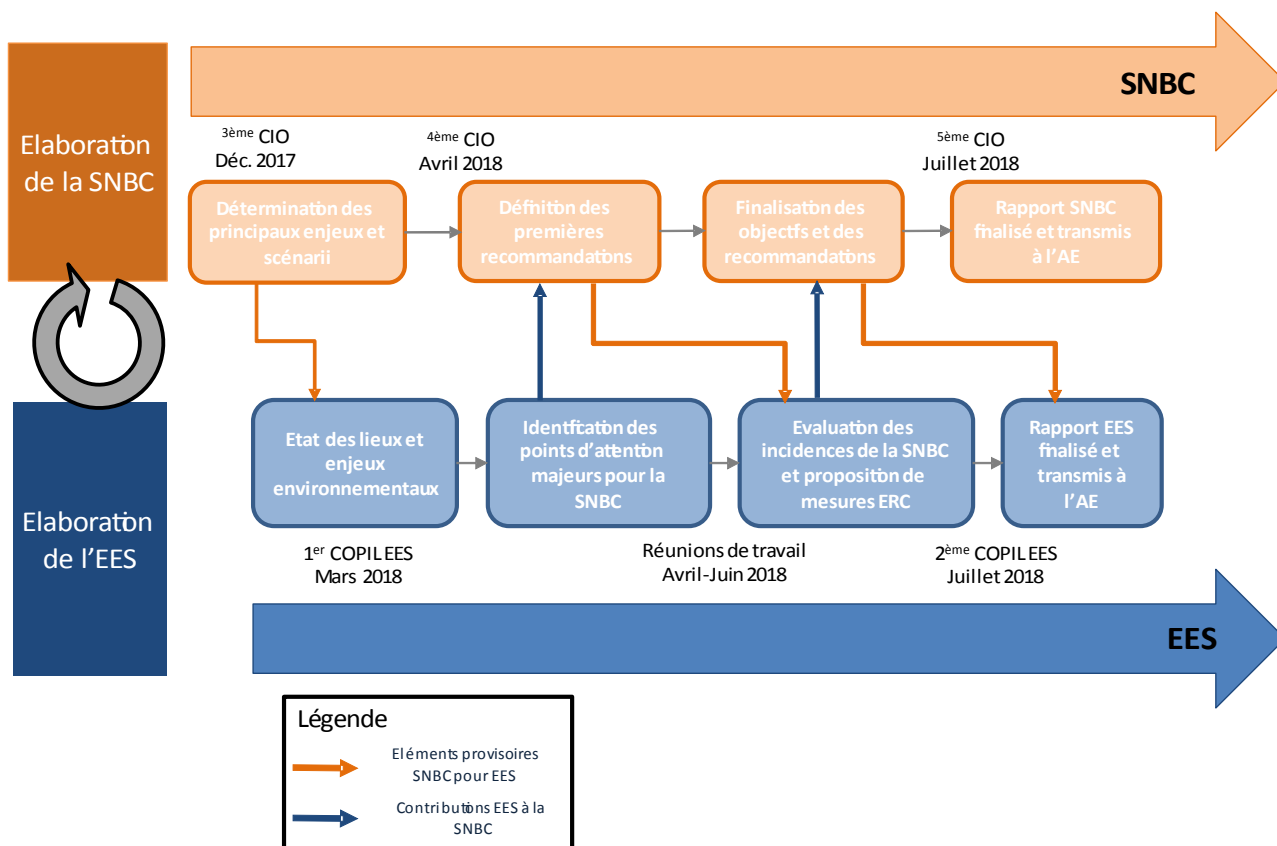 SNBC
Elaboration
de la SNBC
3ème CIO
Déc. 2017
4ème CIO
Avril 2018
5ème CIO
Juillet 2018
Détermination des
principaux enjeux et
scénarii
Définition des
premières
recommandations
Finalisation des
objectifs et des
recommandations
Rapport SNBC
finalisé et transmis
à l'AE
Elaboration
de l'EES
Etat des lieux et
enjeux
environnementaux
Identification des
points d'attention
majeurs pour la
SNBC
Evaluation des
incidences de la SNBC
et proposition de
mesures ERC
Rapport EES
finalisé et
transmis à
l'AE
1er COPIL EES
Mars 2018
Réunions de travail
Avril-Juin 2018
2ème COPIL EES
Juillet 2018
EES
Légende
Eléments provisoires
SNBC pour EES
Contributions EES à la
SNBC